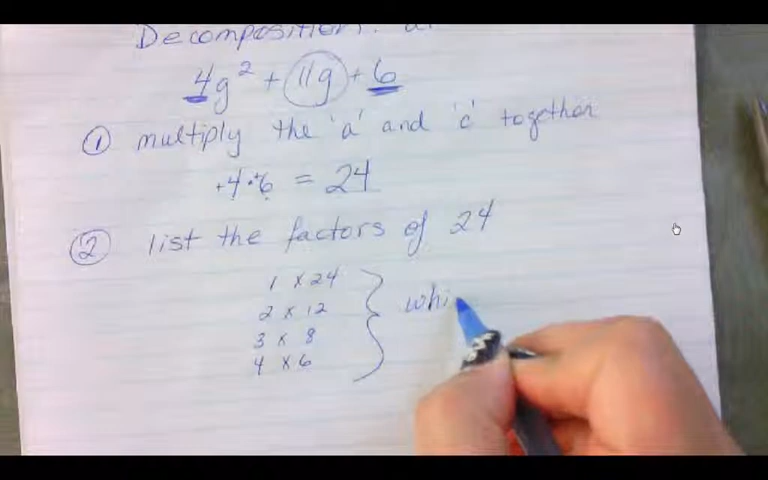 Decomposition:
4g² + 11g + 6
① multiply the 'a' and 'c' together
+4·+6 = 24
② list the factors of 24
1 x 24
2 x 12 whi
3 x 8
4 x 6